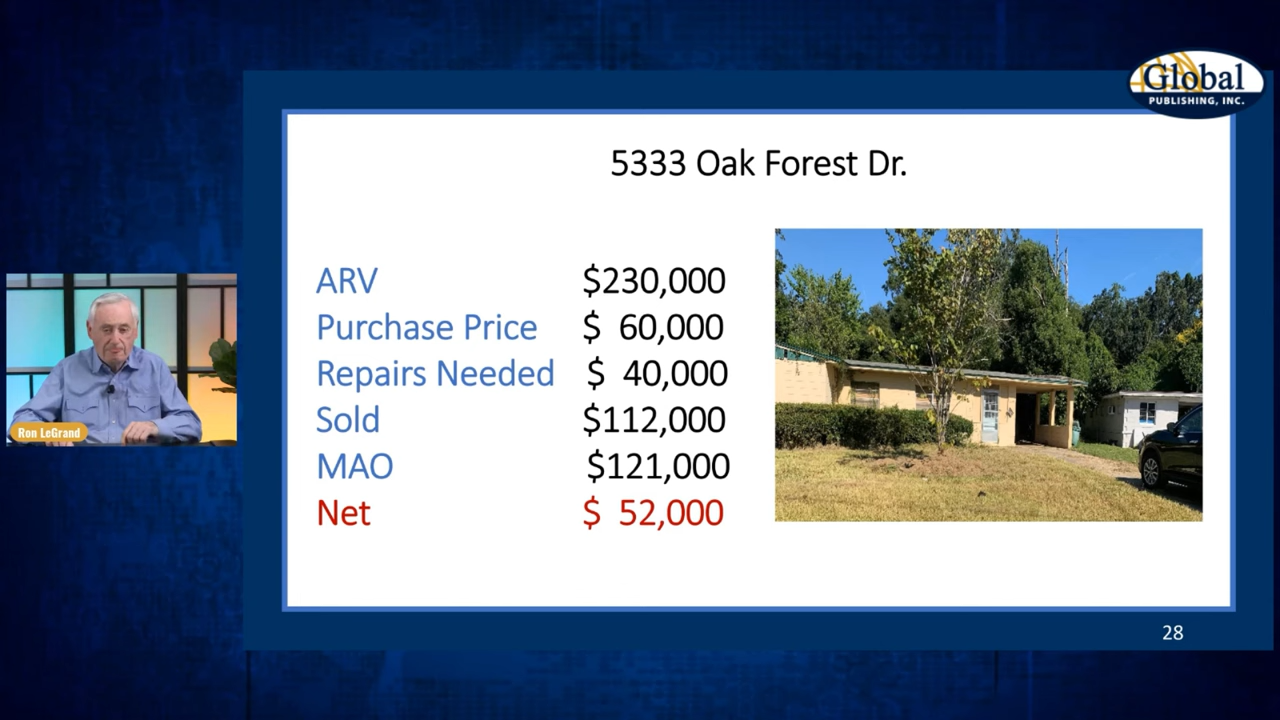 Global
PUBLISHING, INC.
5333 Oak Forest Dr.
ARV $230,000
Purchase Price $ 60,000
Repairs Needed $ 40,000
Sold $112,000
MAO $121,000
Net $ 52,000
Ron LeGrand
28